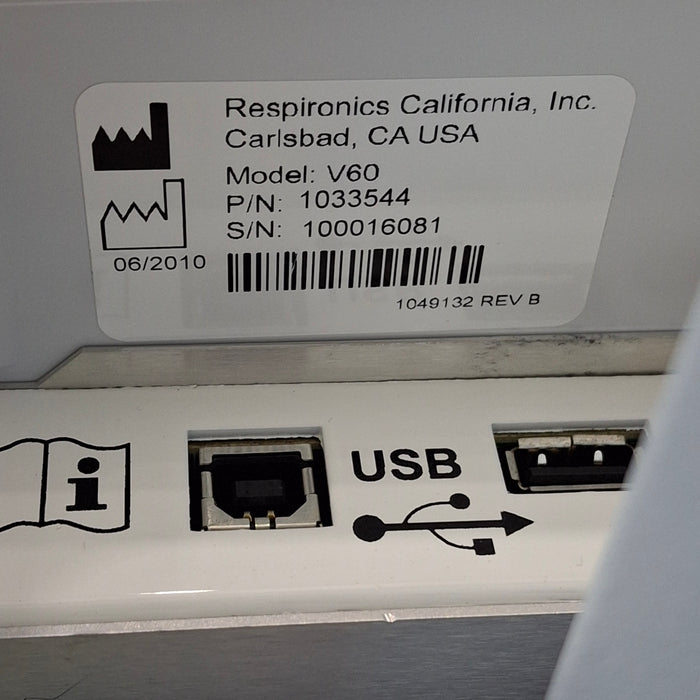 Respironics California, Inc.
Carlsbad, CA USA
Model: V60
P/N: 1033544
S/N: 100016081
06/2010
1049132 REV B
i
USB